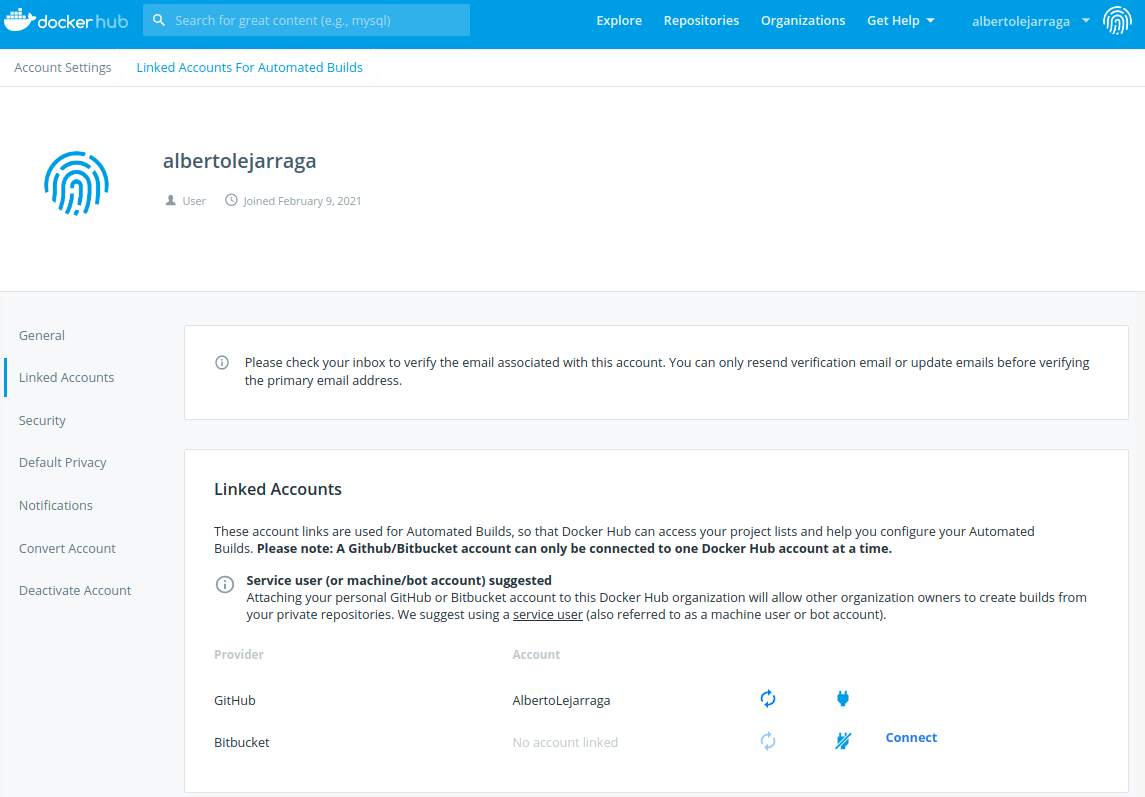 docker hub
Search for great content (e.g., mysql)
Explore
Repositories
Organizations
Get Help
albertolejarraga
Account Settings
Linked Accounts For Automated Builds
albertolejarraga
User
Joined February 9, 2021
General
Linked Accounts
Security
Default Privacy
Notifications
Convert Account
Deactivate Account
Please check your inbox to verify the email associated with this account. You can only resend verification email or update emails before verifying
the primary email address.
Linked Accounts
These account links are used for Automated Builds, so that Docker Hub can access your project lists and help you configure your Automated
Builds. Please note: A Github/Bitbucket account can only be connected to one Docker Hub account at a time.
Service user (or machine/bot account) suggested
Attaching your personal GitHub or Bitbucket account to this Docker Hub organization will allow other organization owners to create builds from
your private repositories. We suggest using a service user (also referred to as a machine user or bot account).
Provider
Account
GitHub
AlbertoLejarraga
Bitbucket
No account linked
Connect